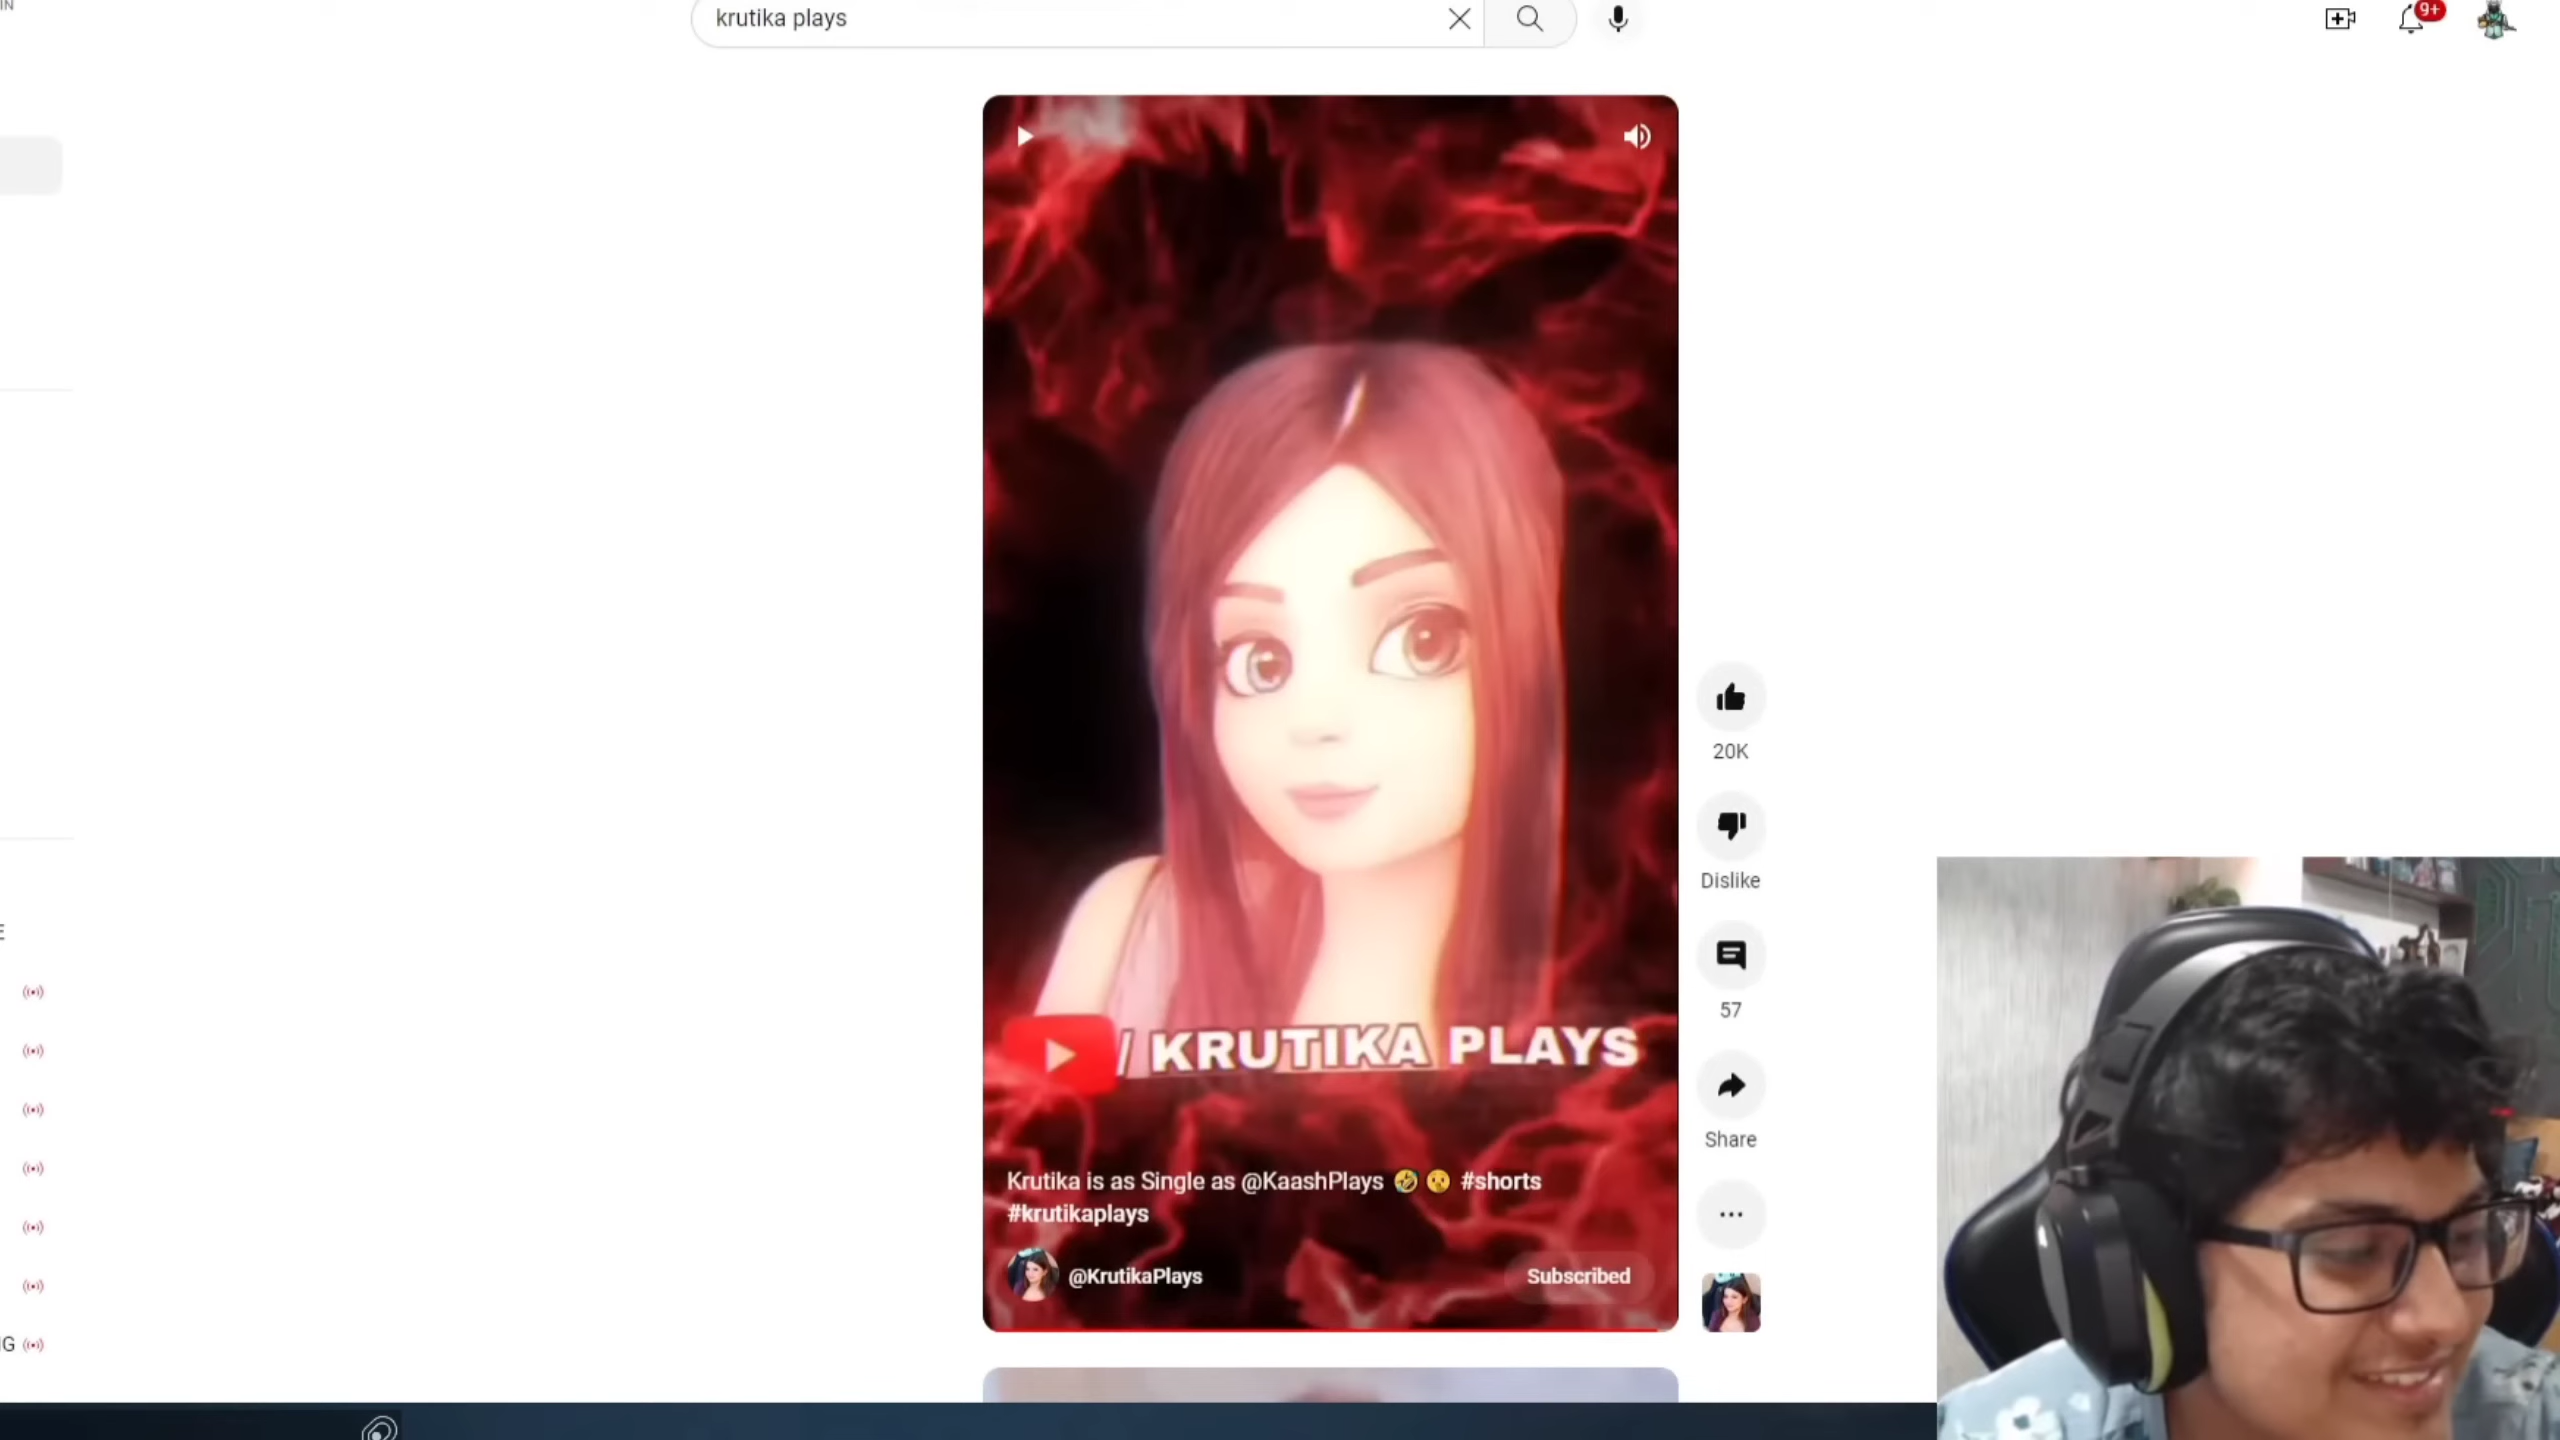 IN
krutika plays
9+
/ KRUTIKA PLAYS
20K
Dislike
57
Share
Krutika is as Single as @KaashPlays 🤣🤫 #shorts
#krutikaplays
@KrutikaPlays
Subscribed
E
G